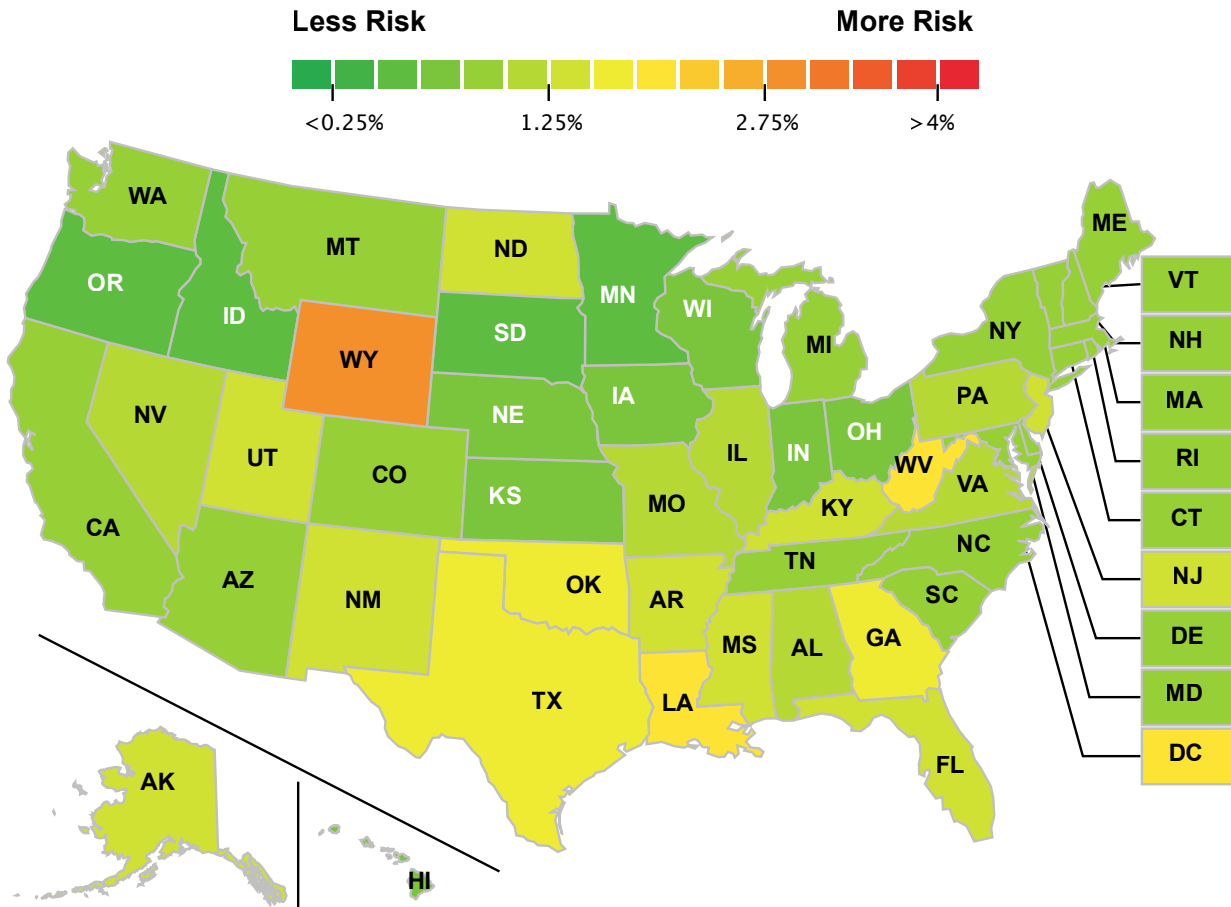 Less Risk More Risk
<0.25% 1.25% 2.75% >4%
WA
MT
ND
ME
OR
ID
MN
WI
VT
SD
MI
NY
NH
WY
NV
NE
IA
PA
MA
UT
CO
IL
IN
OH
WV
RI
CA
KS
MO
KY
VA
CT
AZ
NM
OK
AR
TN
NC
SC
NJ
TX
LA
MS
AL
GA
DE
MD
AK
FL
DC
HI